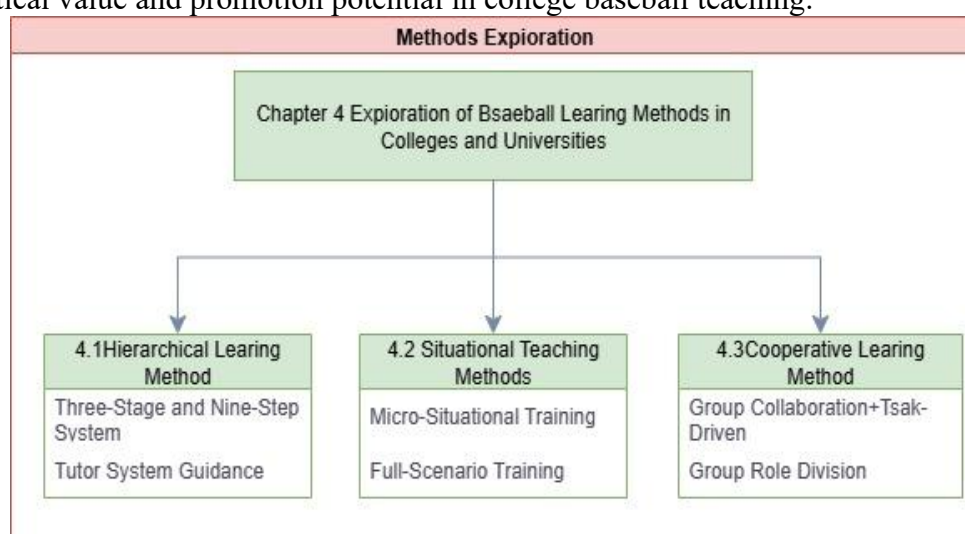 tical value and promotion potential in college baseball teaching.
Methods Expioration
Chapter 4 Expioration of Bsaeball Learing Methods in
Colleges and Universities
4.1Hierarchical Learing
Method
Three-Stage and Nine-Step
System
Tutor System Guidance
4.2 Situational Teaching
Methods
Micro-Situational Training
Full-Scenario Training
4.3Cooperative Learing
Method
Group Collaboration+Tsak-
Driven
Group Role Division